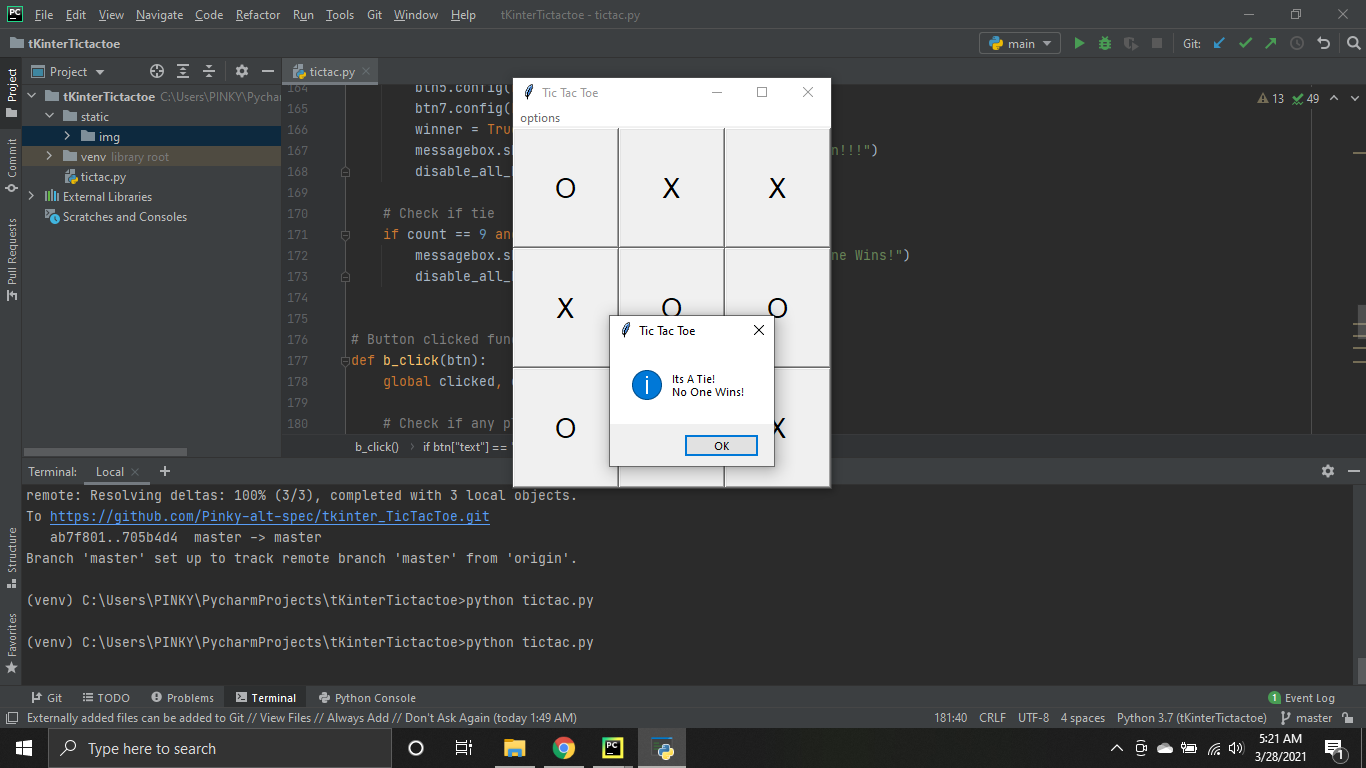 File Edit View Navigate Code Refactor Run Tools Git Window Help tKinterTictactoe - tictac.py
tKinterTictactoe main Git:
Project tictac.py
Project
Commit
Pull Requests
Structure
Favorites
tKinterTictactoe C:\Users\PINKY\Pychar
static
img
venv library root
tictac.py
External Libraries
Scratches and Consoles
13 49
164 btn5.config(
165 btn7.config(
166 winner = Tru
167 messagebox.s n!!!")
168 disable_all_
169
170 # Check if tie
171 if count == 9 an
172 messagebox.s ne Wins!")
173 disable_all_
174
175
176 # Button clicked fun
177 def b_click(btn):
178 global clicked,
179
180 # Check if any p
b_click() › if btn["text"] ==
Tic Tac Toe
options
O X X
X O O
O X
Tic Tac Toe
Its A Tie!
No One Wins!
OK
Terminal: Local
remote: Resolving deltas: 100% (3/3), completed with 3 local objects.
To https://github.com/Pinky-alt-spec/tkinter_TicTacToe.git
ab7f801..705b4d4 master -> master
Branch 'master' set up to track remote branch 'master' from 'origin'.
(venv) C:\Users\PINKY\PycharmProjects\tKinterTictactoe>python tictac.py
(venv) C:\Users\PINKY\PycharmProjects\tKinterTictactoe>python tictac.py
Git TODO Problems Terminal Python Console 1 Event Log
Externally added files can be added to Git // View Files // Always Add // Don't Ask Again (today 1:49 AM) 181:40 CRLF UTF-8 4 spaces Python 3.7 (tKinterTictactoe) master
Type here to search
5:21 AM
3/28/2021
1